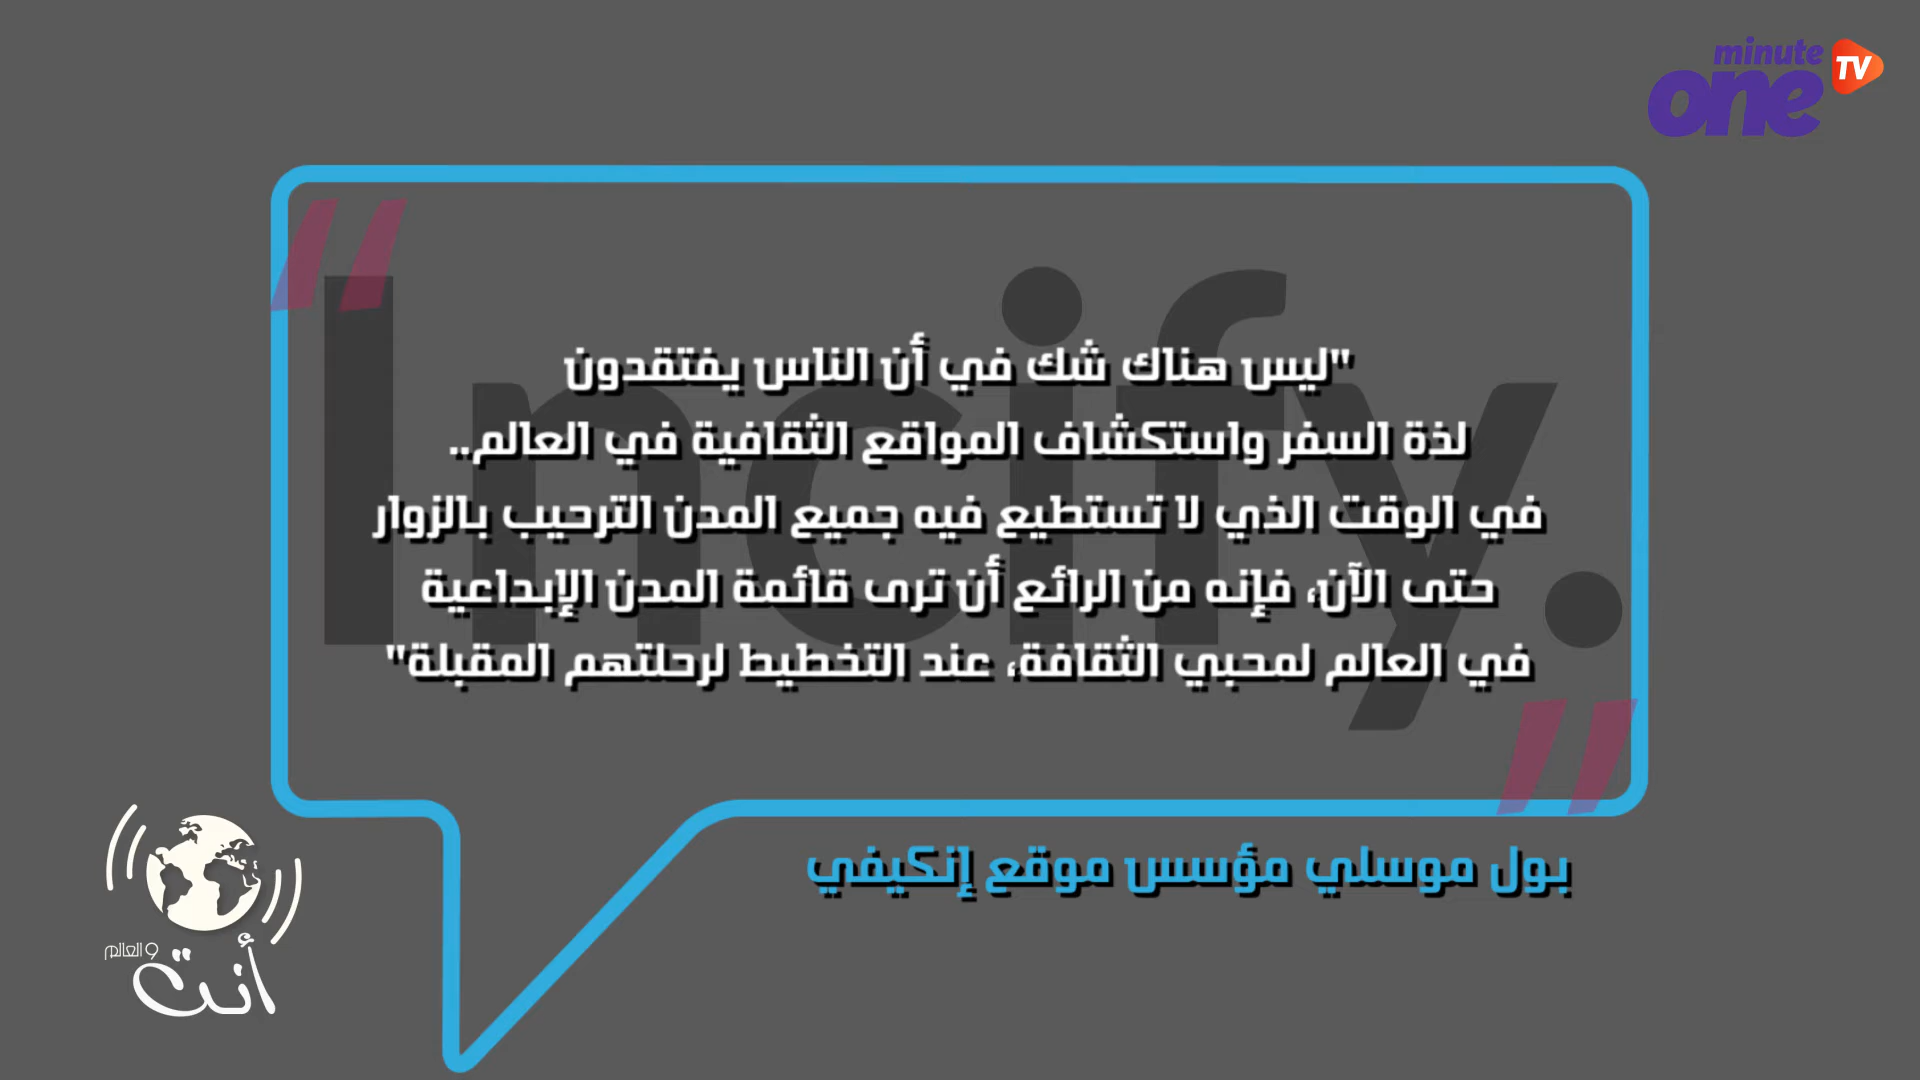 minute
one TV
Incify.
"ليس هناك شك في أن الناس يفتقدون
لذة السفر واستكشاف المواقع الثقافية في العالم..
في الوقت الذي لا تستطيع فيه جميع المدن الترحيب بالزوار
حتى الآن، فإنه من الرائع أن ترى قائمة المدن الإبداعية
في العالم لمحبي الثقافة، عند التخطيط لرحلتهم المقبلة"
بول موسلي مؤسس موقع إنكيفي
أنت
والعالم